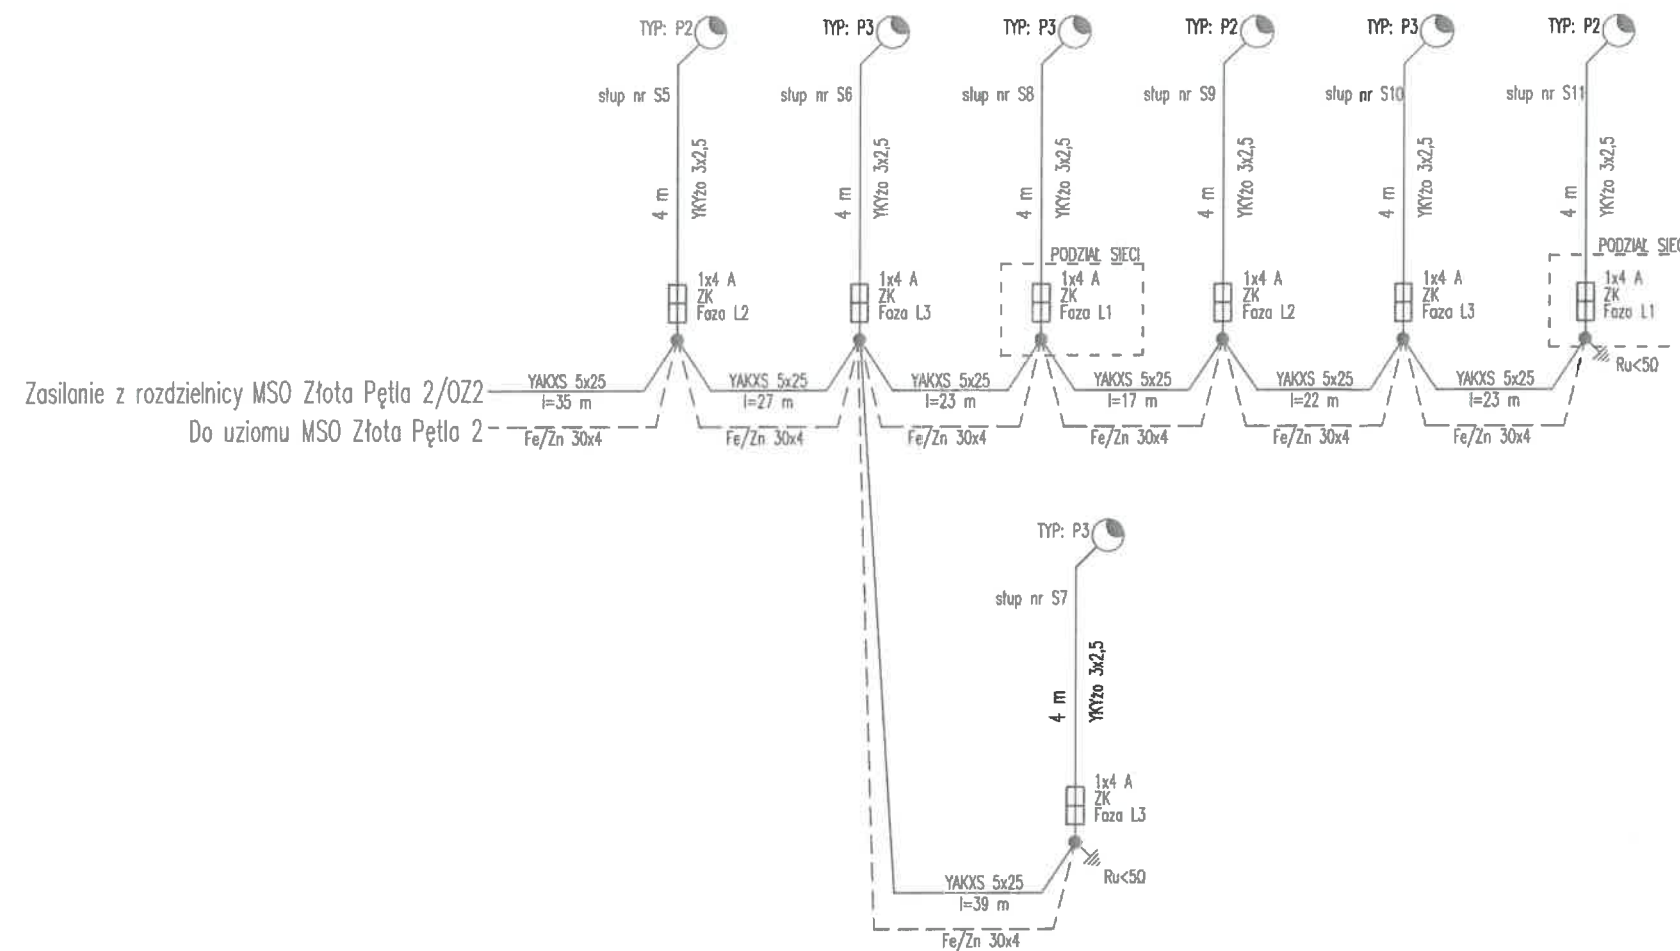 TYP: P2
TYP: P3
TYP: P3
TYP: P2
TYP: P3
TYP: P2
słup nr S5
słup nr S6
słup nr S8
słup nr S9
słup nr S10
słup nr S11
4 m
YKYżo 3x2,5
4 m
YKYżo 3x2,5
4 m
YKYżo 3x2,5
4 m
YKYżo 3x2,5
4 m
YKYżo 3x2,5
4 m
YKYżo 3x2,5
PODZIAŁ SIECI
PODZIAŁ SIEC
1x4 A
ZK
Faza L2
1x4 A
ZK
Faza L3
1x4 A
ZK
Faza L1
1x4 A
ZK
Faza L2
1x4 A
ZK
Faza L3
1x4 A
ZK
Faza L1
Ru<5Ω
Zasilanie z rozdzielnicy MSO Złota Pętla 2/OZ2
YAKXS 5x25
l=35 m
YAKXS 5x25
l=27 m
YAKXS 5x25
l=23 m
YAKXS 5x25
l=17 m
YAKXS 5x25
l=22 m
YAKXS 5x25
l=23 m
Do uziomu MSO Złota Pętla 2
Fe/Zn 30x4
Fe/Zn 30x4
Fe/Zn 30x4
Fe/Zn 30x4
Fe/Zn 30x4
Fe/Zn 30x4
TYP: P3
słup nr S7
4 m
YKYżo 3x2,5
1x4 A
ZK
Faza L3
Ru<5Ω
YAKXS 5x25
l=39 m
Fe/Zn 30x4